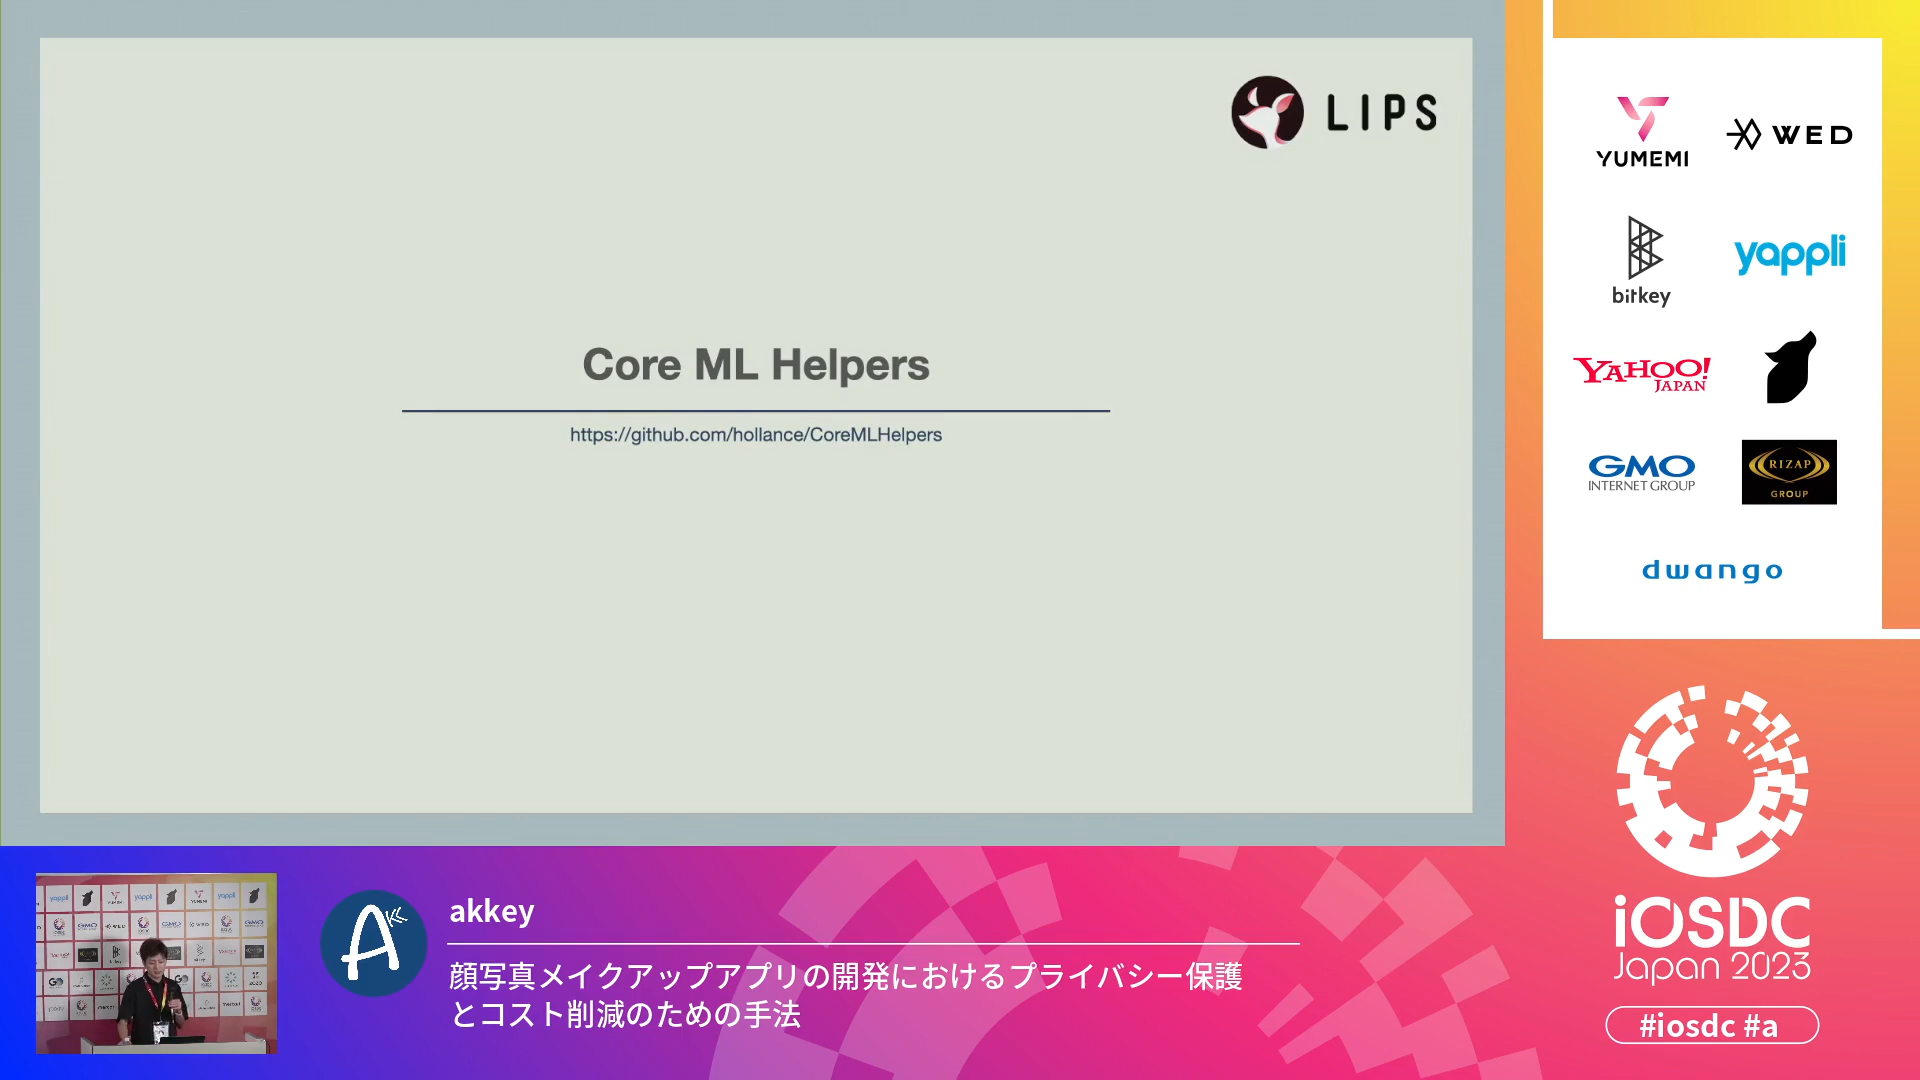 LIPS
Core ML Helpers
https://github.com/hollance/CoreMLHelpers
YUMEMI
WED
bitkey
yappli
YAHOO!
JAPAN
GMO
INTERNET GROUP
RIZAP
GROUP
dwango
iOSDC
Japan 2023
#iosdc #a
AKK
akkey
顔写真メイクアップアプリの開発におけるプライバシー保護
とコスト削減のための手法